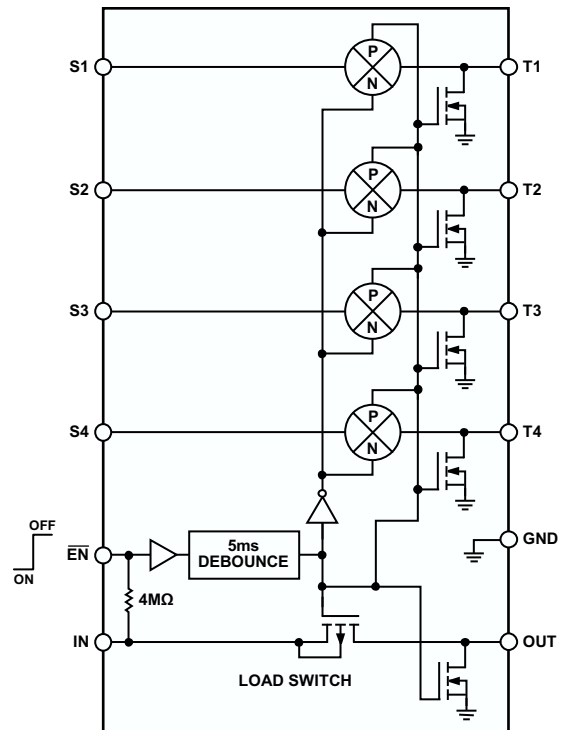 S1
P
N
T1
S2
P
N
T2
S3
P
N
T3
S4
P
N
T4
OFF
ON
EN
5ms
DEBOUNCE
GND
4MΩ
IN
OUT
LOAD SWITCH